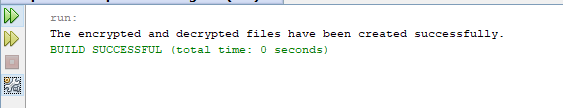 run:
The encrypted and decrypted files have been created successfully.
BUILD SUCCESSFUL (total time: 0 seconds)